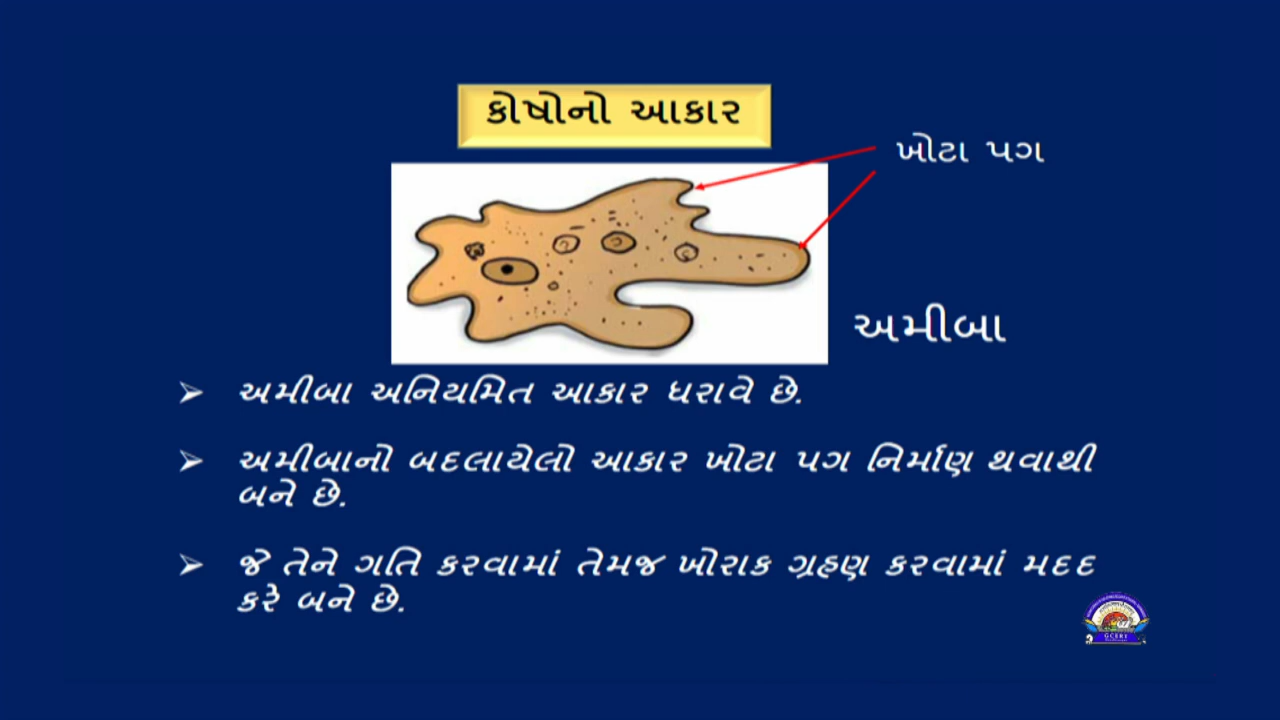 કોષોનો આકાર
ખોટા પગ
અમીબા
➢ અમીબા અનિયમિત આકાર ધરાવે છે.
➢ અમીબાનો બદલાયેલો આકાર ખોટા પગ નિર્માણ થવાથી
બને છે.
➢ જે તેને ગતિ કરવામાં તેમજ ખોરાક ગ્રહણ કરવામાં મદદ
કરે બને છે.
GCERT